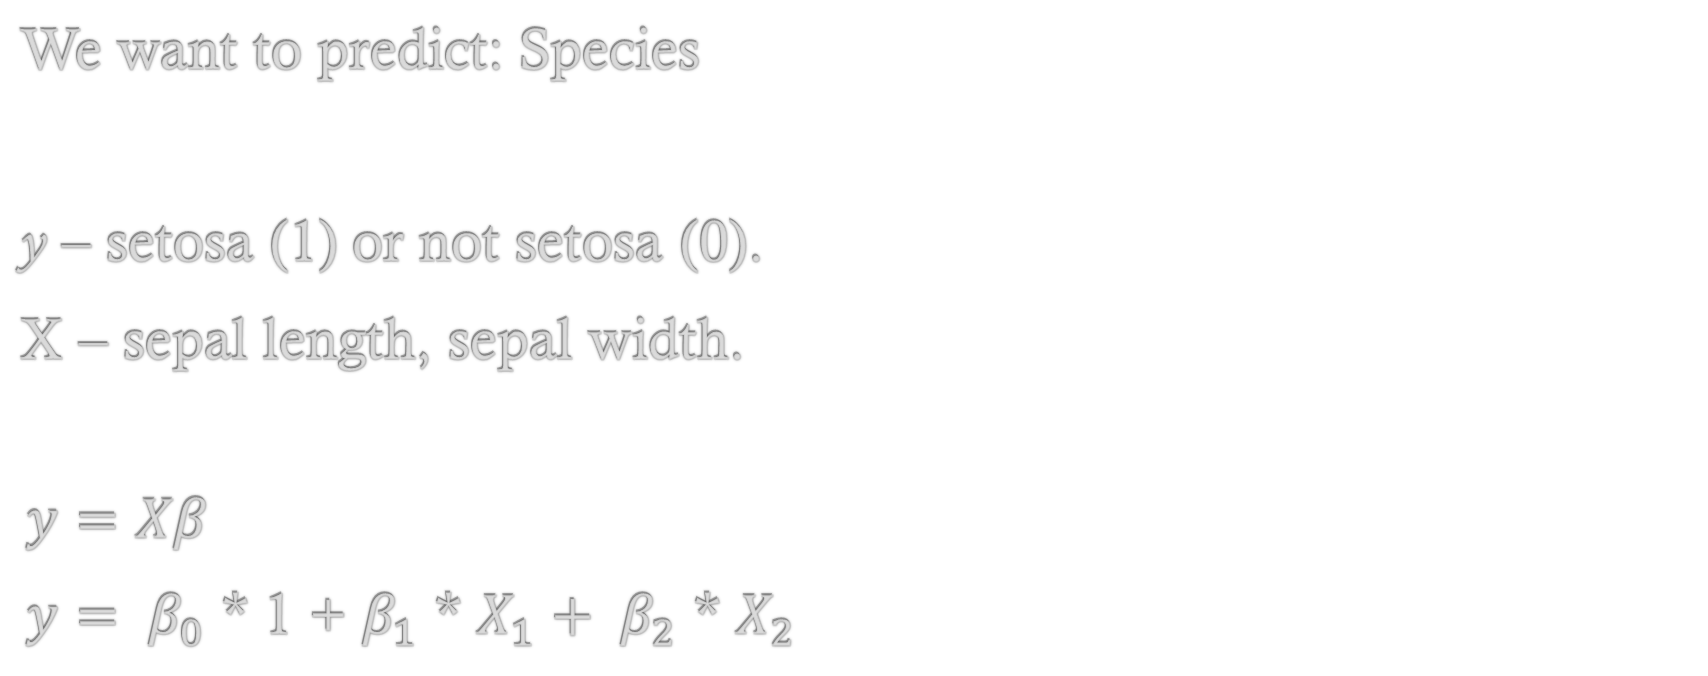 We want to predict: Species
y – setosa (1) or not setosa (0).
X – sepal length, sepal width.
y = Xβ
y = β₀ * 1 + β₁ * X₁ + β₂ * X₂